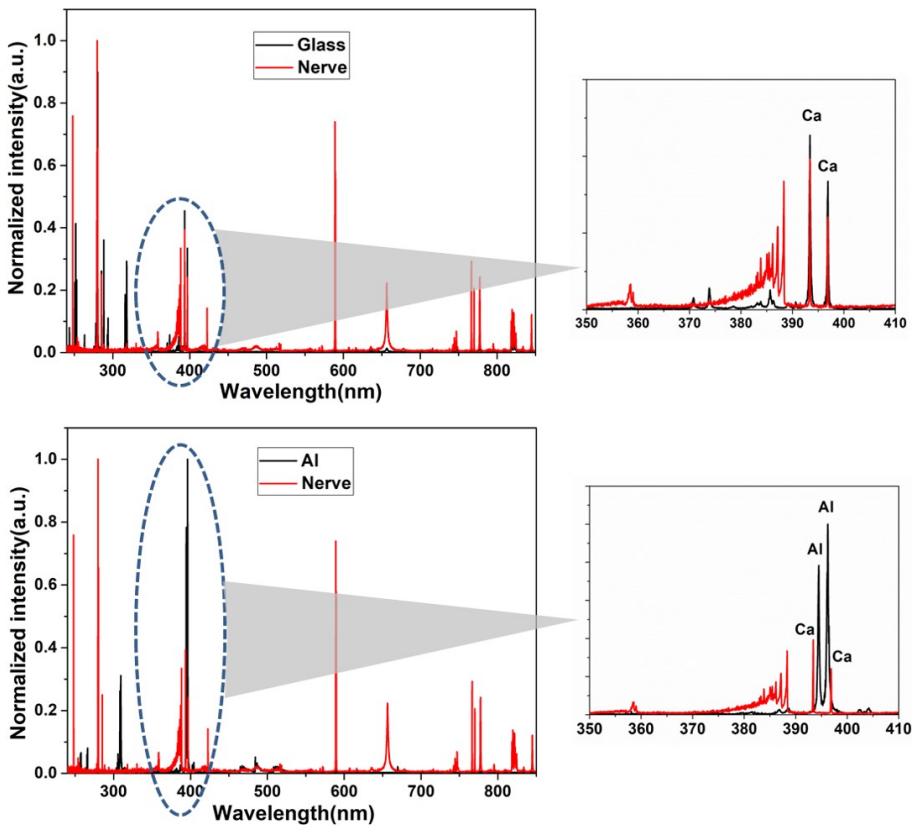 Glass
Nerve
Normalized intensity(a.u.)
1.0
0.8
0.6
0.4
0.2
0.0
300 400 500 600 700 800
Wavelength(nm)
Ca
Ca
350 360 370 380 390 400 410
Al
Nerve
Normalized intensity(a.u.)
1.0
0.8
0.6
0.4
0.2
0.0
300 400 500 600 700 800
Wavelength(nm)
Al
Al
Ca
Ca
350 360 370 380 390 400 410